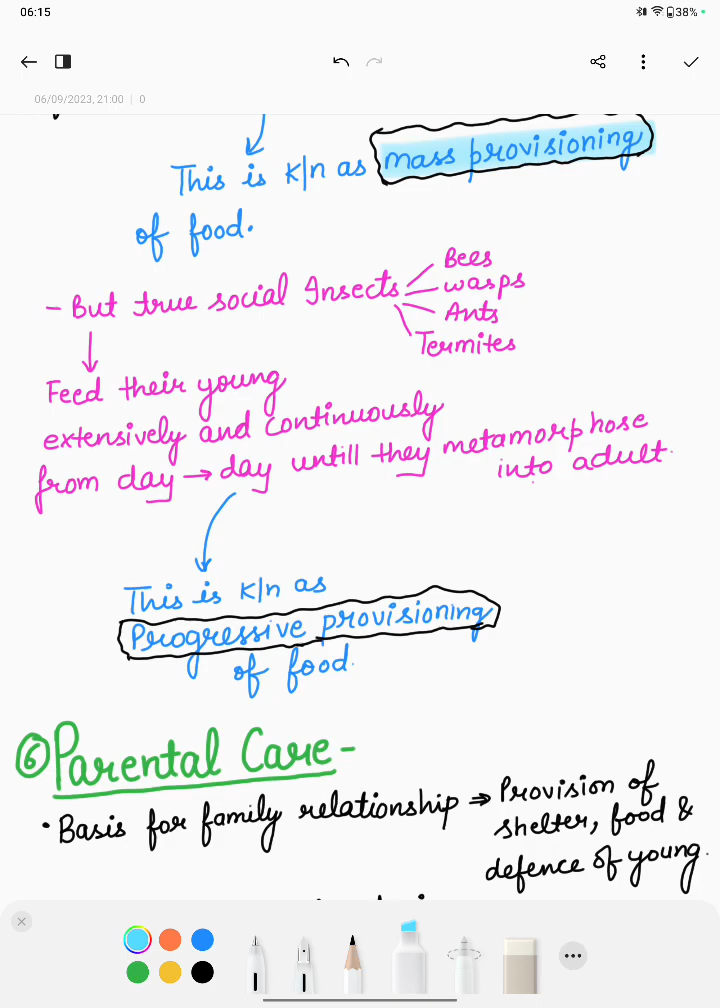 06:15
38%
06/09/2023, 21:00 | 0
This is k/n as mass provisioning
of food.
- But true social Insects
Bees
wasps
Ants
Termites
Feed their young
extensively and continuously
from day → day untill they metamorphose
into adult.
This is k/n as
Progressive provisioning
of food.
⑥ Parental Care -
• Basis for family relationship ⇒ Provision of
shelter, food &
defence of young.